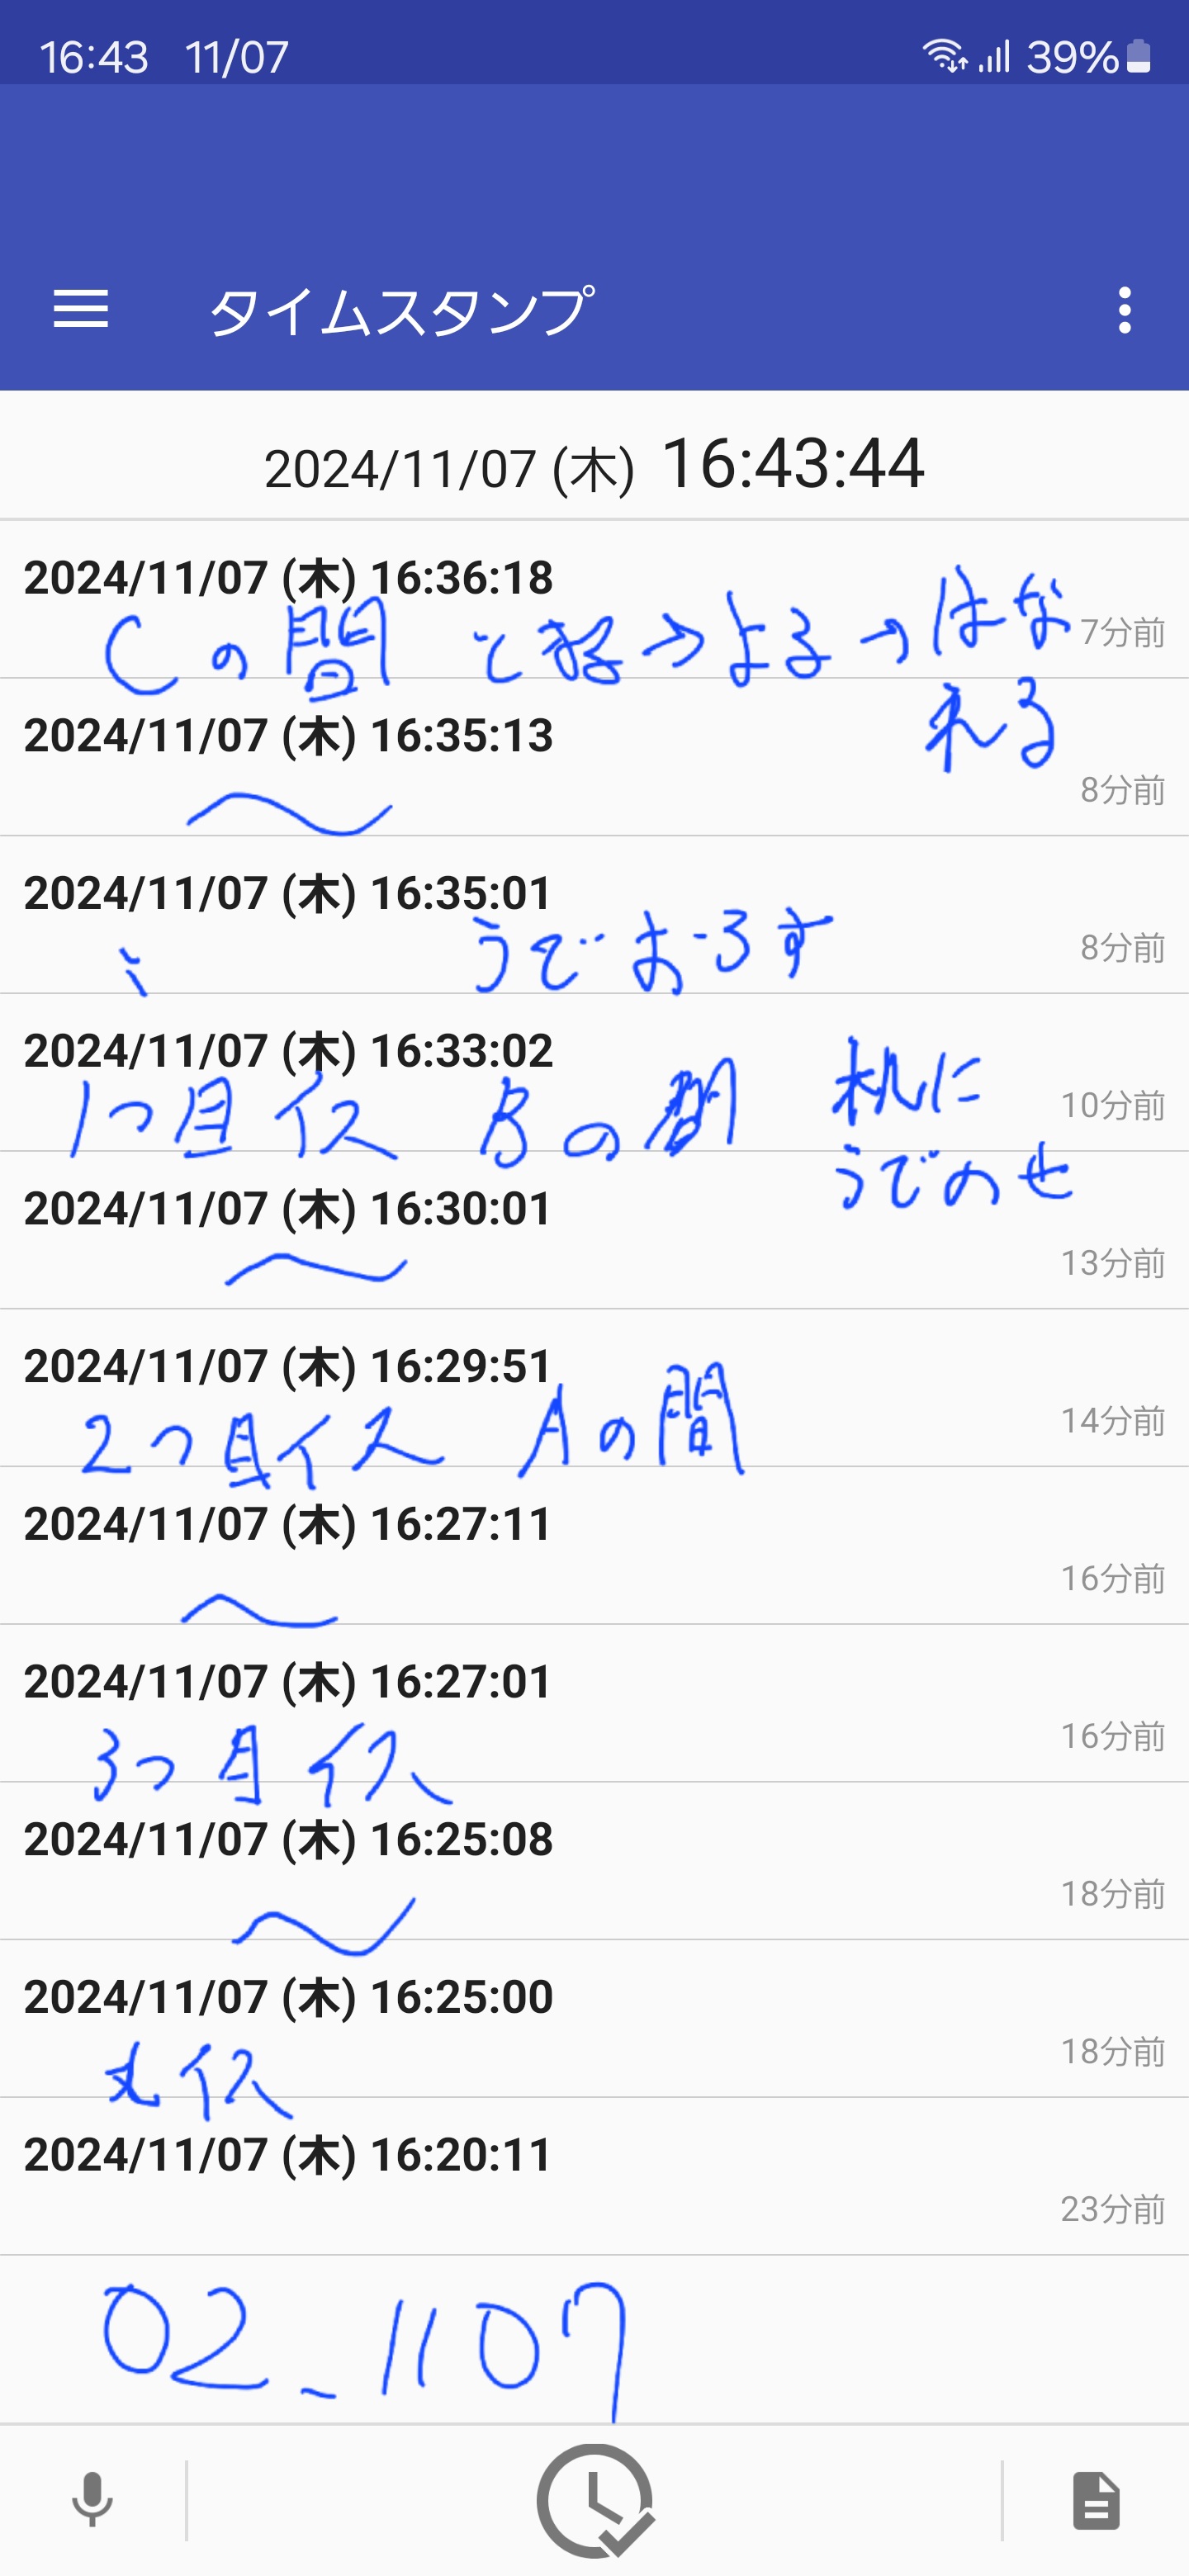 16:43 11/07 39%
タイムスタンプ
2024/11/07 (木) 16:43:44
2024/11/07 (木) 16:36:18
Cの間 で →よる→はな
れる
7分前
2024/11/07 (木) 16:35:13
〜
8分前
2024/11/07 (木) 16:35:01
うでおろす
8分前
2024/11/07 (木) 16:33:02
1つ目イス Bの間 机に
うでのせ
10分前
2024/11/07 (木) 16:30:01
〜
13分前
2024/11/07 (木) 16:29:51
2つ目イス Aの間
14分前
2024/11/07 (木) 16:27:11
〜
16分前
2024/11/07 (木) 16:27:01
3つ目イス
16分前
2024/11/07 (木) 16:25:08
〜
18分前
2024/11/07 (木) 16:25:00
イス
18分前
2024/11/07 (木) 16:20:11
23分前
02_1107